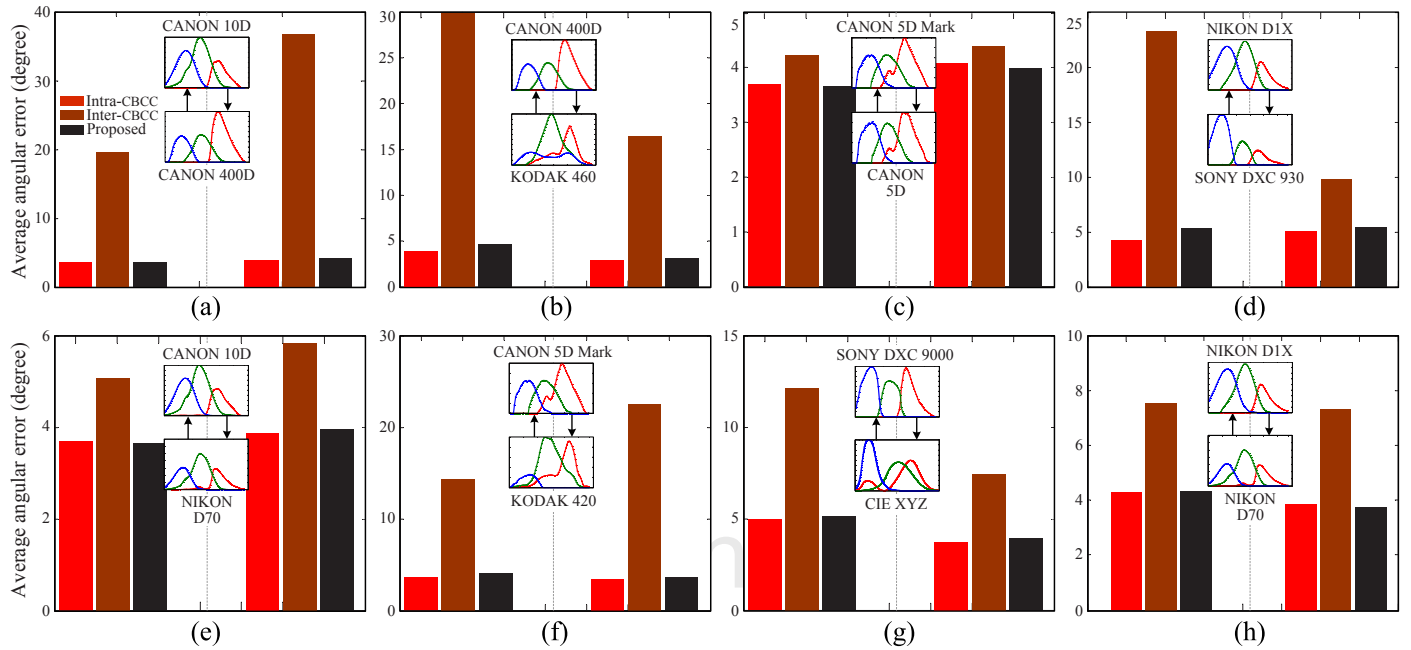 Average angular error (degree)
40
30
20
10
0
Intra-CBCC
Inter-CBCC
Proposed
CANON 10D
CANON 400D
(a)
30
25
20
15
10
5
0
CANON 400D
KODAK 460
(b)
5
4
3
2
1
0
CANON 5D Mark
CANON
5D
(c)
25
20
15
10
5
0
NIKON D1X
SONY DXC 930
(d)
Average angular error (degree)
6
4
2
0
CANON 10D
NIKON
D70
(e)
30
20
10
0
CANON 5D Mark
KODAK 420
(f)
15
10
5
0
SONY DXC 9000
CIE XYZ
(g)
10
8
6
4
2
0
NIKON D1X
NIKON
D70
(h)